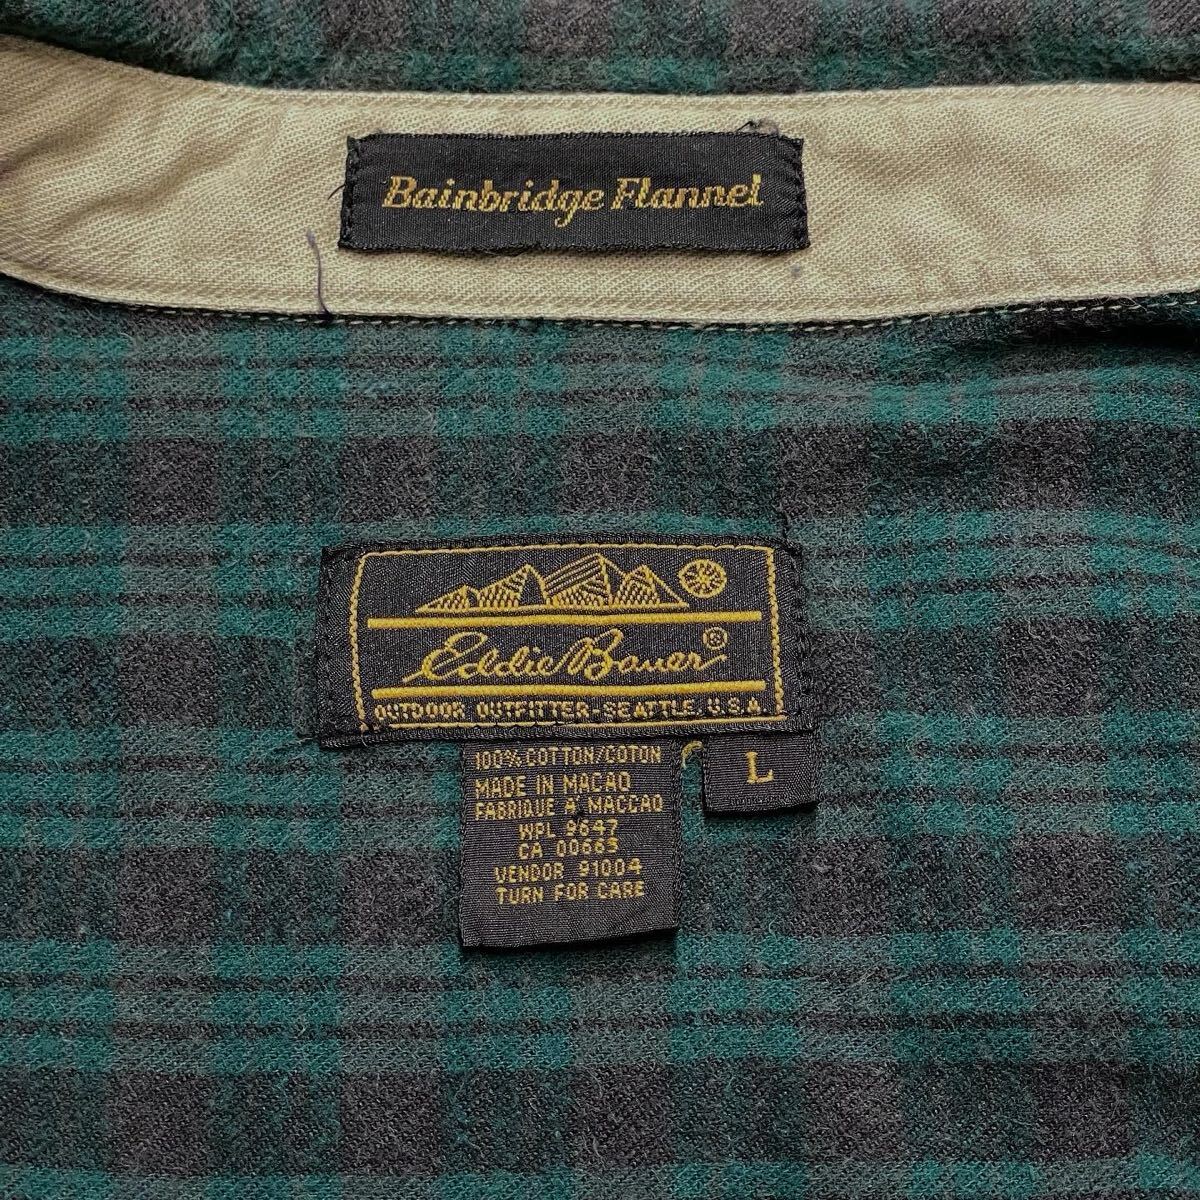 Bainbridge Flannel
Eddie Bauer®
OUTDOOR OUTFITTER-SEATTLE, U.S.A.
100% COTTON/COTON
MADE IN MACAO
FABRIQUE A' MACCAO
WPL 9647
CA 00663
VENDOR 91004
TURN FOR CARE
L